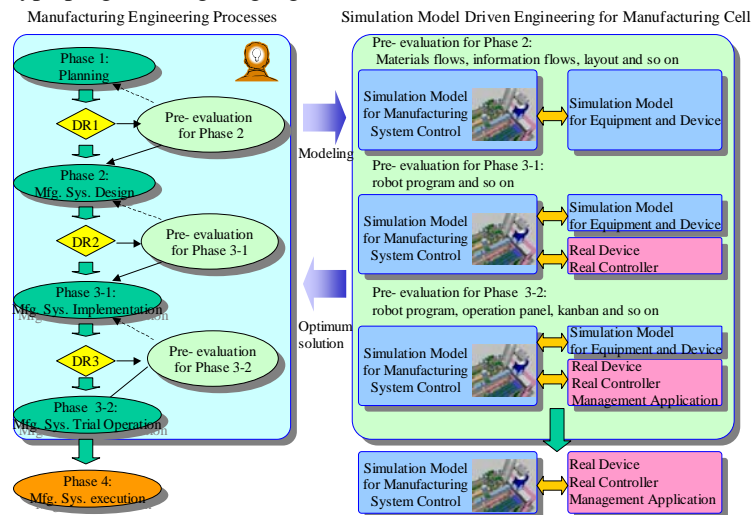 Manufacturing Engineering Processes
Phase 1:
Planning
DR1
Pre- evaluation
for Phase 2
Phase 2:
Mfg. Sys. Design
DR2
Pre- evaluation
for Phase 3-1
Phase 3-1:
Mfg. Sys. Implementation
DR3
Pre- evaluation
for Phase 3-2
Phase 3-2:
Mfg. Sys. Trial Operation
Phase 4:
Mfg. Sys. execution
Modeling
Optimum
solution
Simulation Model Driven Engineering for Manufacturing Cell
Pre- evaluation for Phase 2:
Materials flows, information flows, layout and so on
Simulation Model
for Manufacturing
System Control
Simulation Model
for Equipment and Device
Pre- evaluation for Phase 3-1:
robot program and so on
Simulation Model
for Manufacturing
System Control
Simulation Model
for Equipment and Device
Real Device
Real Controller
Pre- evaluation for Phase 3-2:
robot program, operation panel, kanban and so on
Simulation Model
for Manufacturing
System Control
Simulation Model
for Equipment and Device
Real Device
Real Controller
Management Application
Simulation Model
for Manufacturing
System Control
Real Device
Real Controller
Management Application